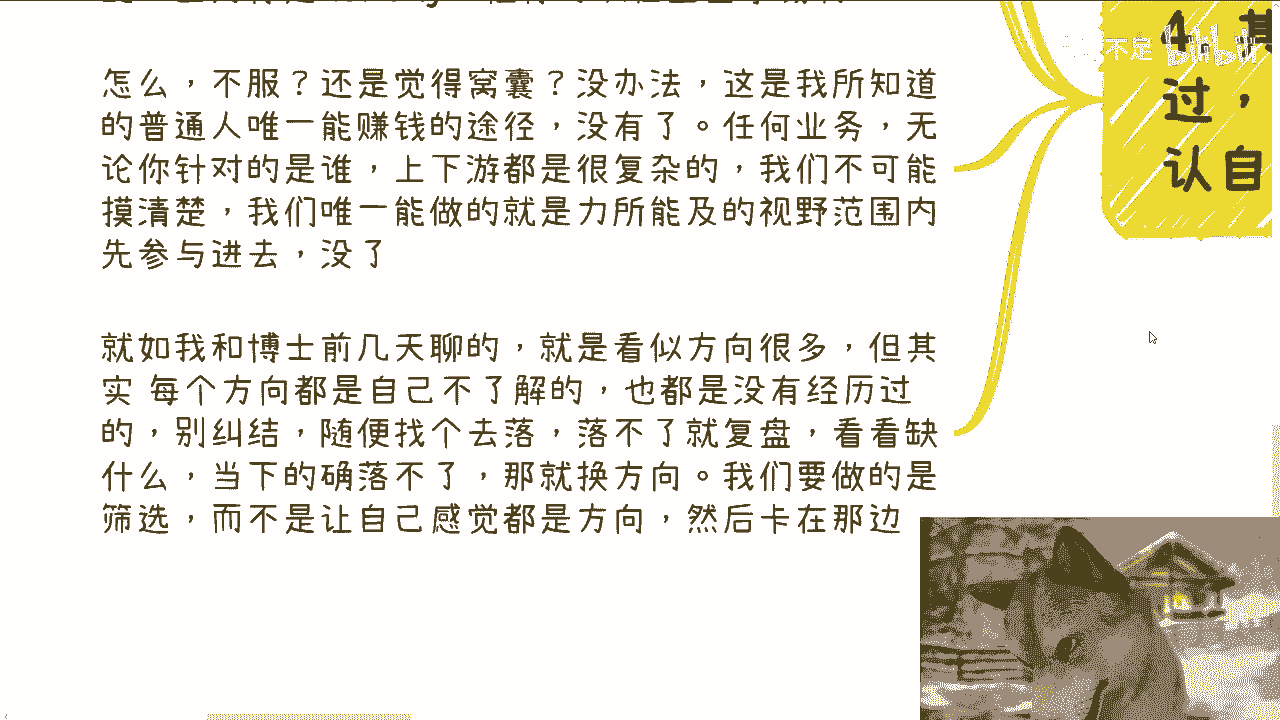 怎么，不服？还是觉得窝囊？没办法，这是我所知道
的普通人唯一能赚钱的途径，没有了。任何业务，无
论你针对的是谁，上下游都是很复杂的，我们不可能
摸清楚，我们唯一能做的就是力所能及的视野范围内
先参与进去，没了
就如我和博士前几天聊的，就是看似方向很多，但其
实 每个方向都是自己不了解的，也都是没有经历过
的，别纠结，随便找个去落，落不了就复盘，看看缺
什么，当下的确落不了，那就换方向。我们要做的是
筛选，而不是让自己感觉都是方向，然后卡在那边
4、其
过，
认自
不足 bilibili